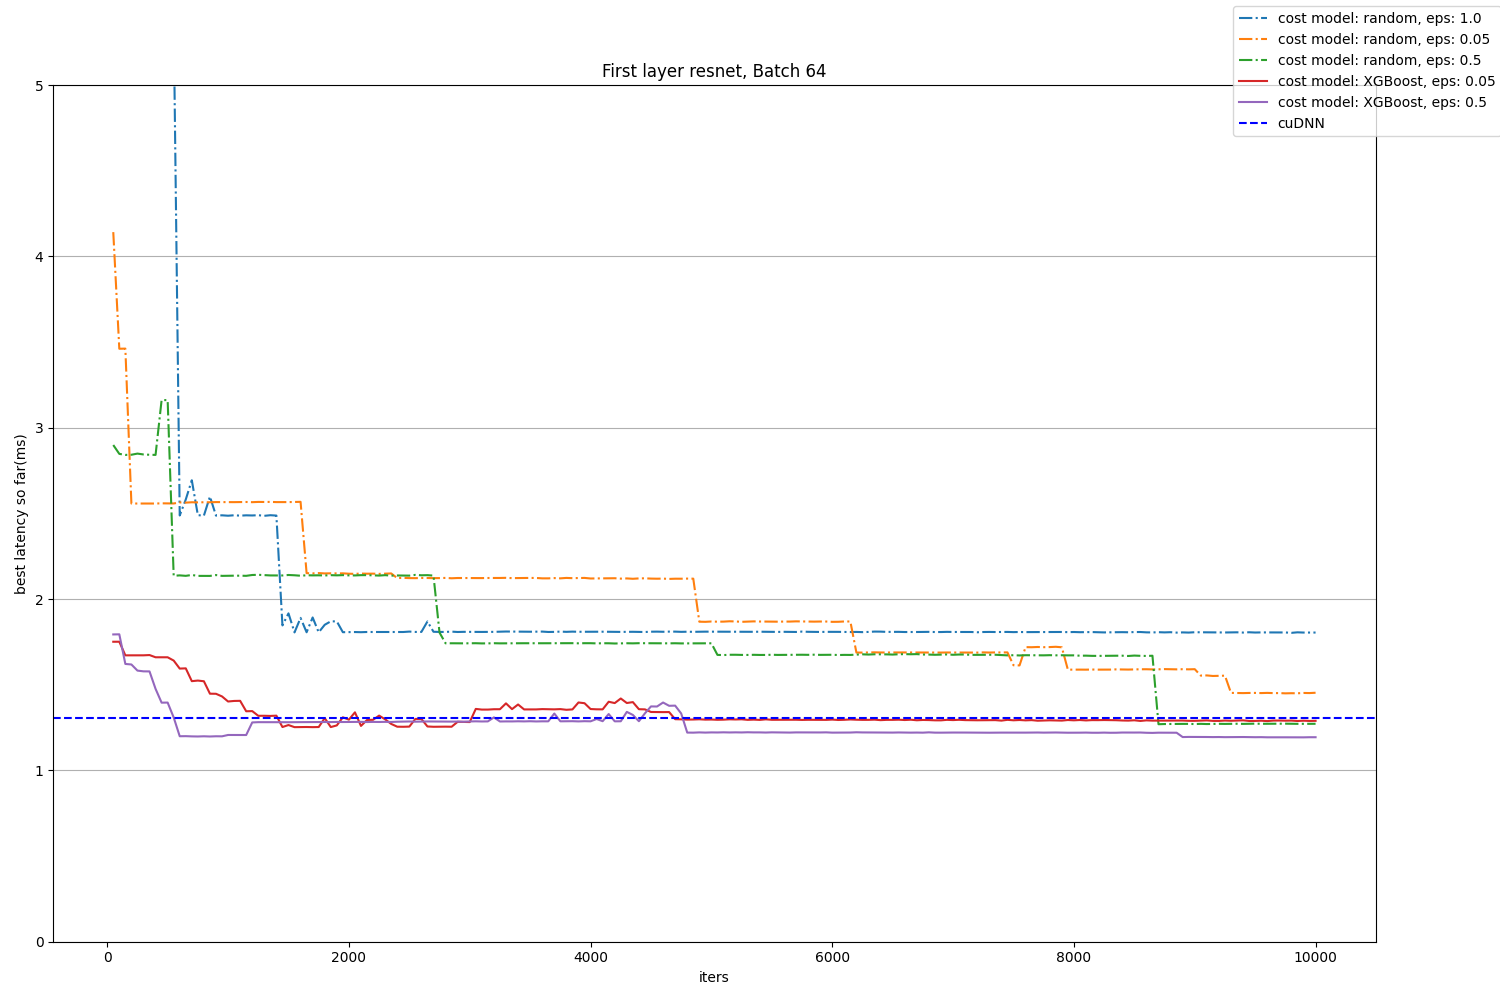 cost model: random, eps: 1.0
cost model: random, eps: 0.05
cost model: random, eps: 0.5
cost model: XGBoost, eps: 0.05
cost model: XGBoost, eps: 0.5
cuDNN
First layer resnet, Batch 64
best latency so far(ms)
5
4
3
2
1
0
0 2000 4000 6000 8000 10000
iters